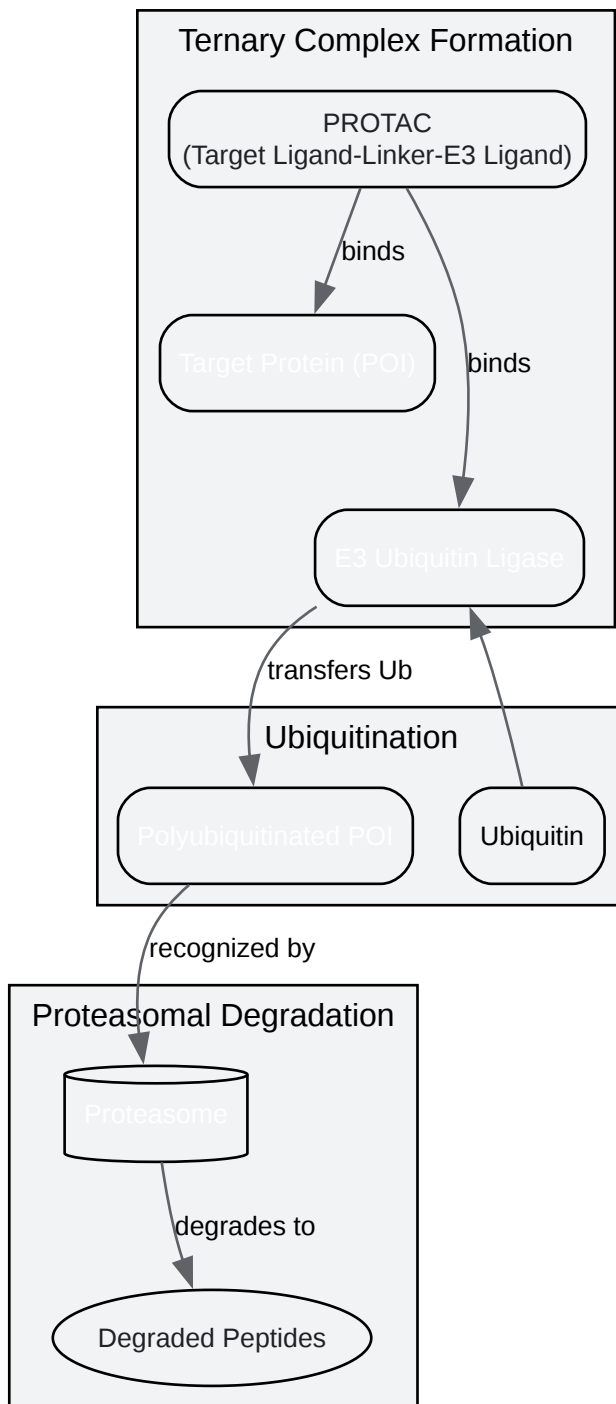 Ternary Complex Formation
PROTAC
(Target Ligand-Linker-E3 Ligand)
binds
Target Protein (POI)
binds
E3 Ubiquitin Ligase
transfers Ub
Ubiquitination
Polyubiquitinated POI
Ubiquitin
recognized by
Proteasomal Degradation
Proteasome
degrades to
Degraded Peptides